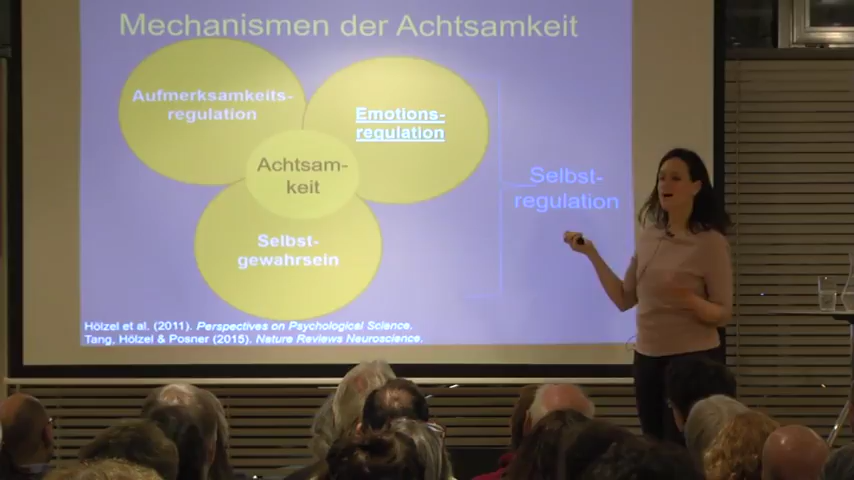 Mechanismen der Achtsamkeit
Aufmerksamkeits-
regulation
Emotions-
regulation
Achtsam-
keit
Selbst-
regulation
Selbst-
gewahrsein
Hölzel et al. (2011). Perspectives on Psychological Science.
Tang, Hölzel & Posner (2015). Nature Reviews Neuroscience.